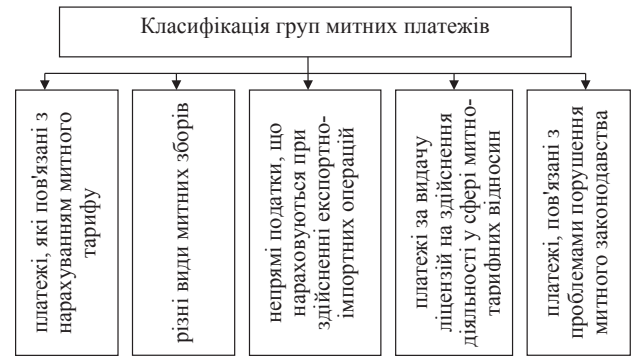 Класифікація груп митних платежів
платежі, які пов'язані з
нарахуванням митного
тарифу
різні види митних зборів
непрямі податки, що
нараховуються при
здійсненні експортно-
імпортних операцій
платежі за видачу
ліцензій на здійснення
діяльності у сфері митно-
тарифних відносин
платежі, пов'язані з
проблемами порушення
митного законодавства